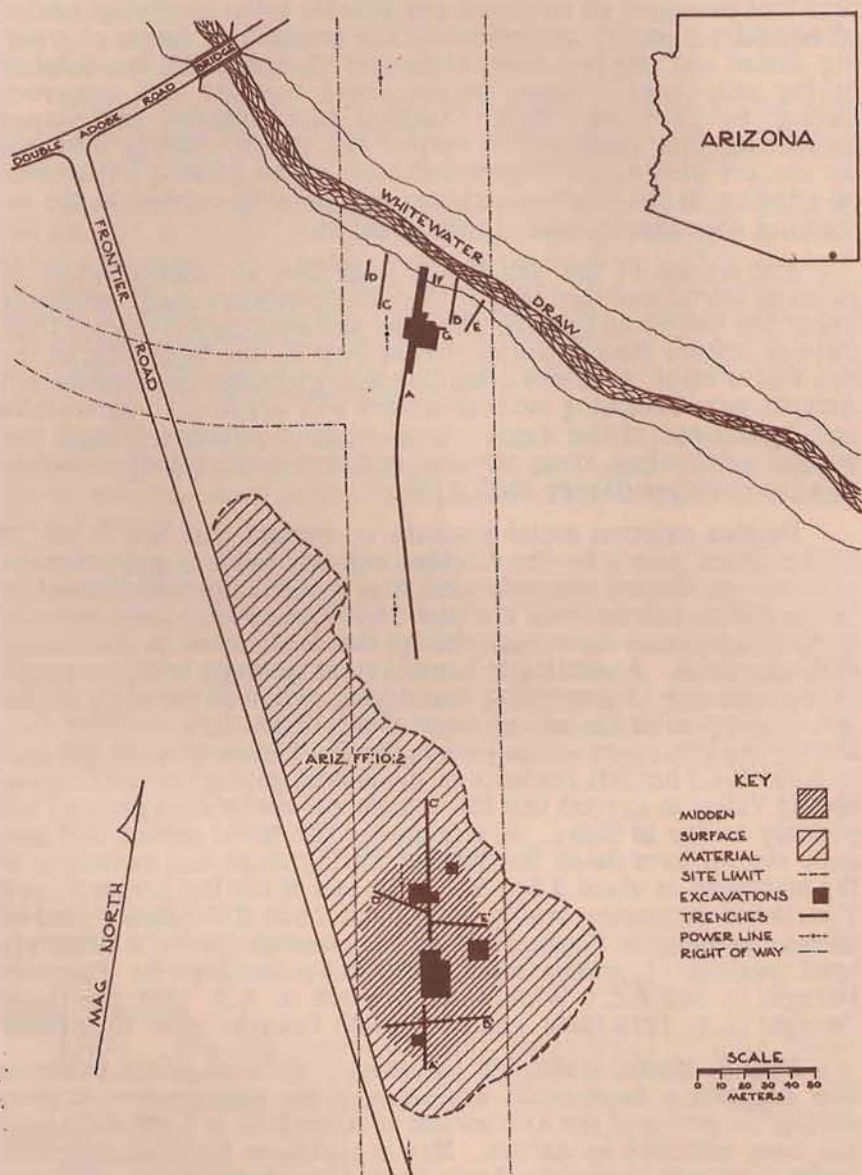 BRIDGE
DOUBLE ADOBE ROAD
ARIZONA
WHITEWATER
DRAW
FRONTIER
ROAD
D
C
F
D
E
G
A
ARIZ. FF:10:2
C'
E'
B'
A'
MAG NORTH
KEY
MIDDEN
SURFACE
MATERIAL
SITE LIMIT
EXCAVATIONS
TRENCHES
POWER LINE
RIGHT OF WAY
SCALE
0 10 20 30 40 50
METERS